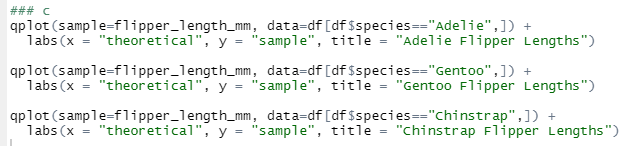 ### c
qplot(sample=flipper_length_mm, data=df[df$species=="Adelie",]) +
  labs(x = "theoretical", y = "sample", title = "Adelie Flipper Lengths")

qplot(sample=flipper_length_mm, data=df[df$species=="Gentoo",]) +
  labs(x = "theoretical", y = "sample", title = "Gentoo Flipper Lengths")

qplot(sample=flipper_length_mm, data=df[df$species=="Chinstrap",]) +
  labs(x = "theoretical", y = "sample", title = "Chinstrap Flipper Lengths")